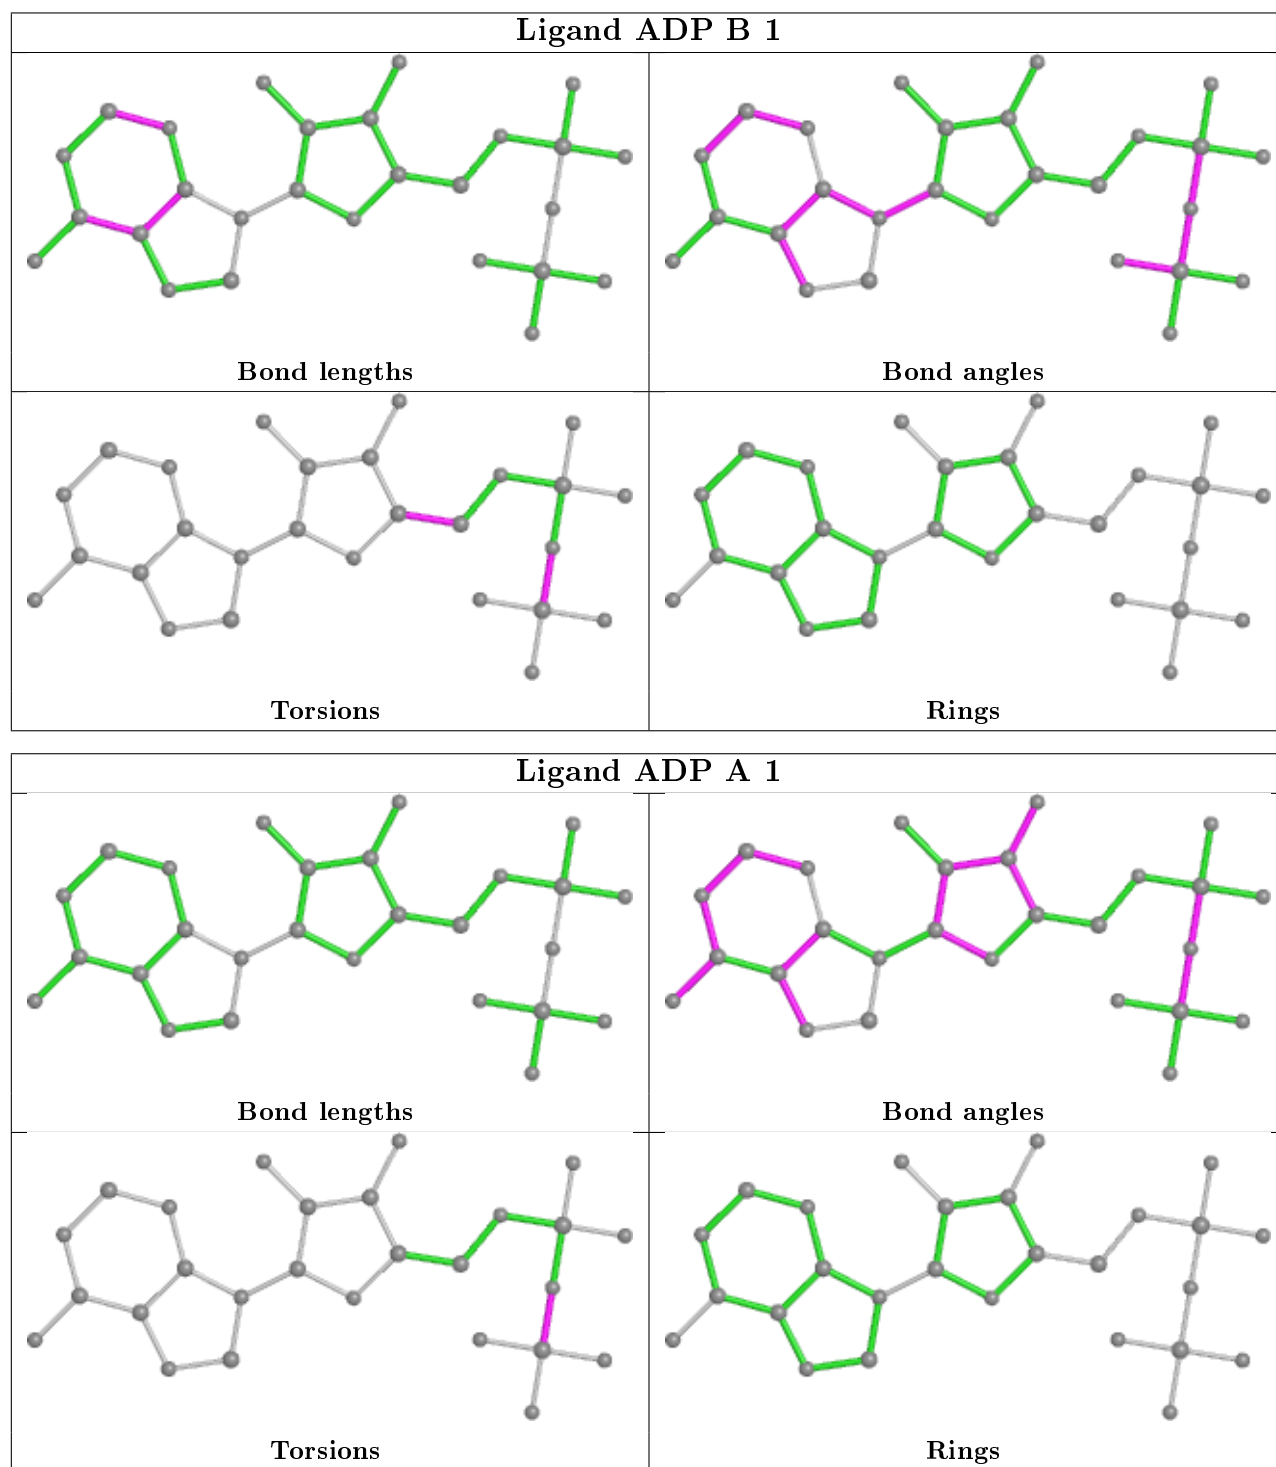 Ligand ADP B 1
Bond lengths
Bond angles
Torsions
Rings
Ligand ADP A 1
Bond lengths
Bond angles
Torsions
Rings